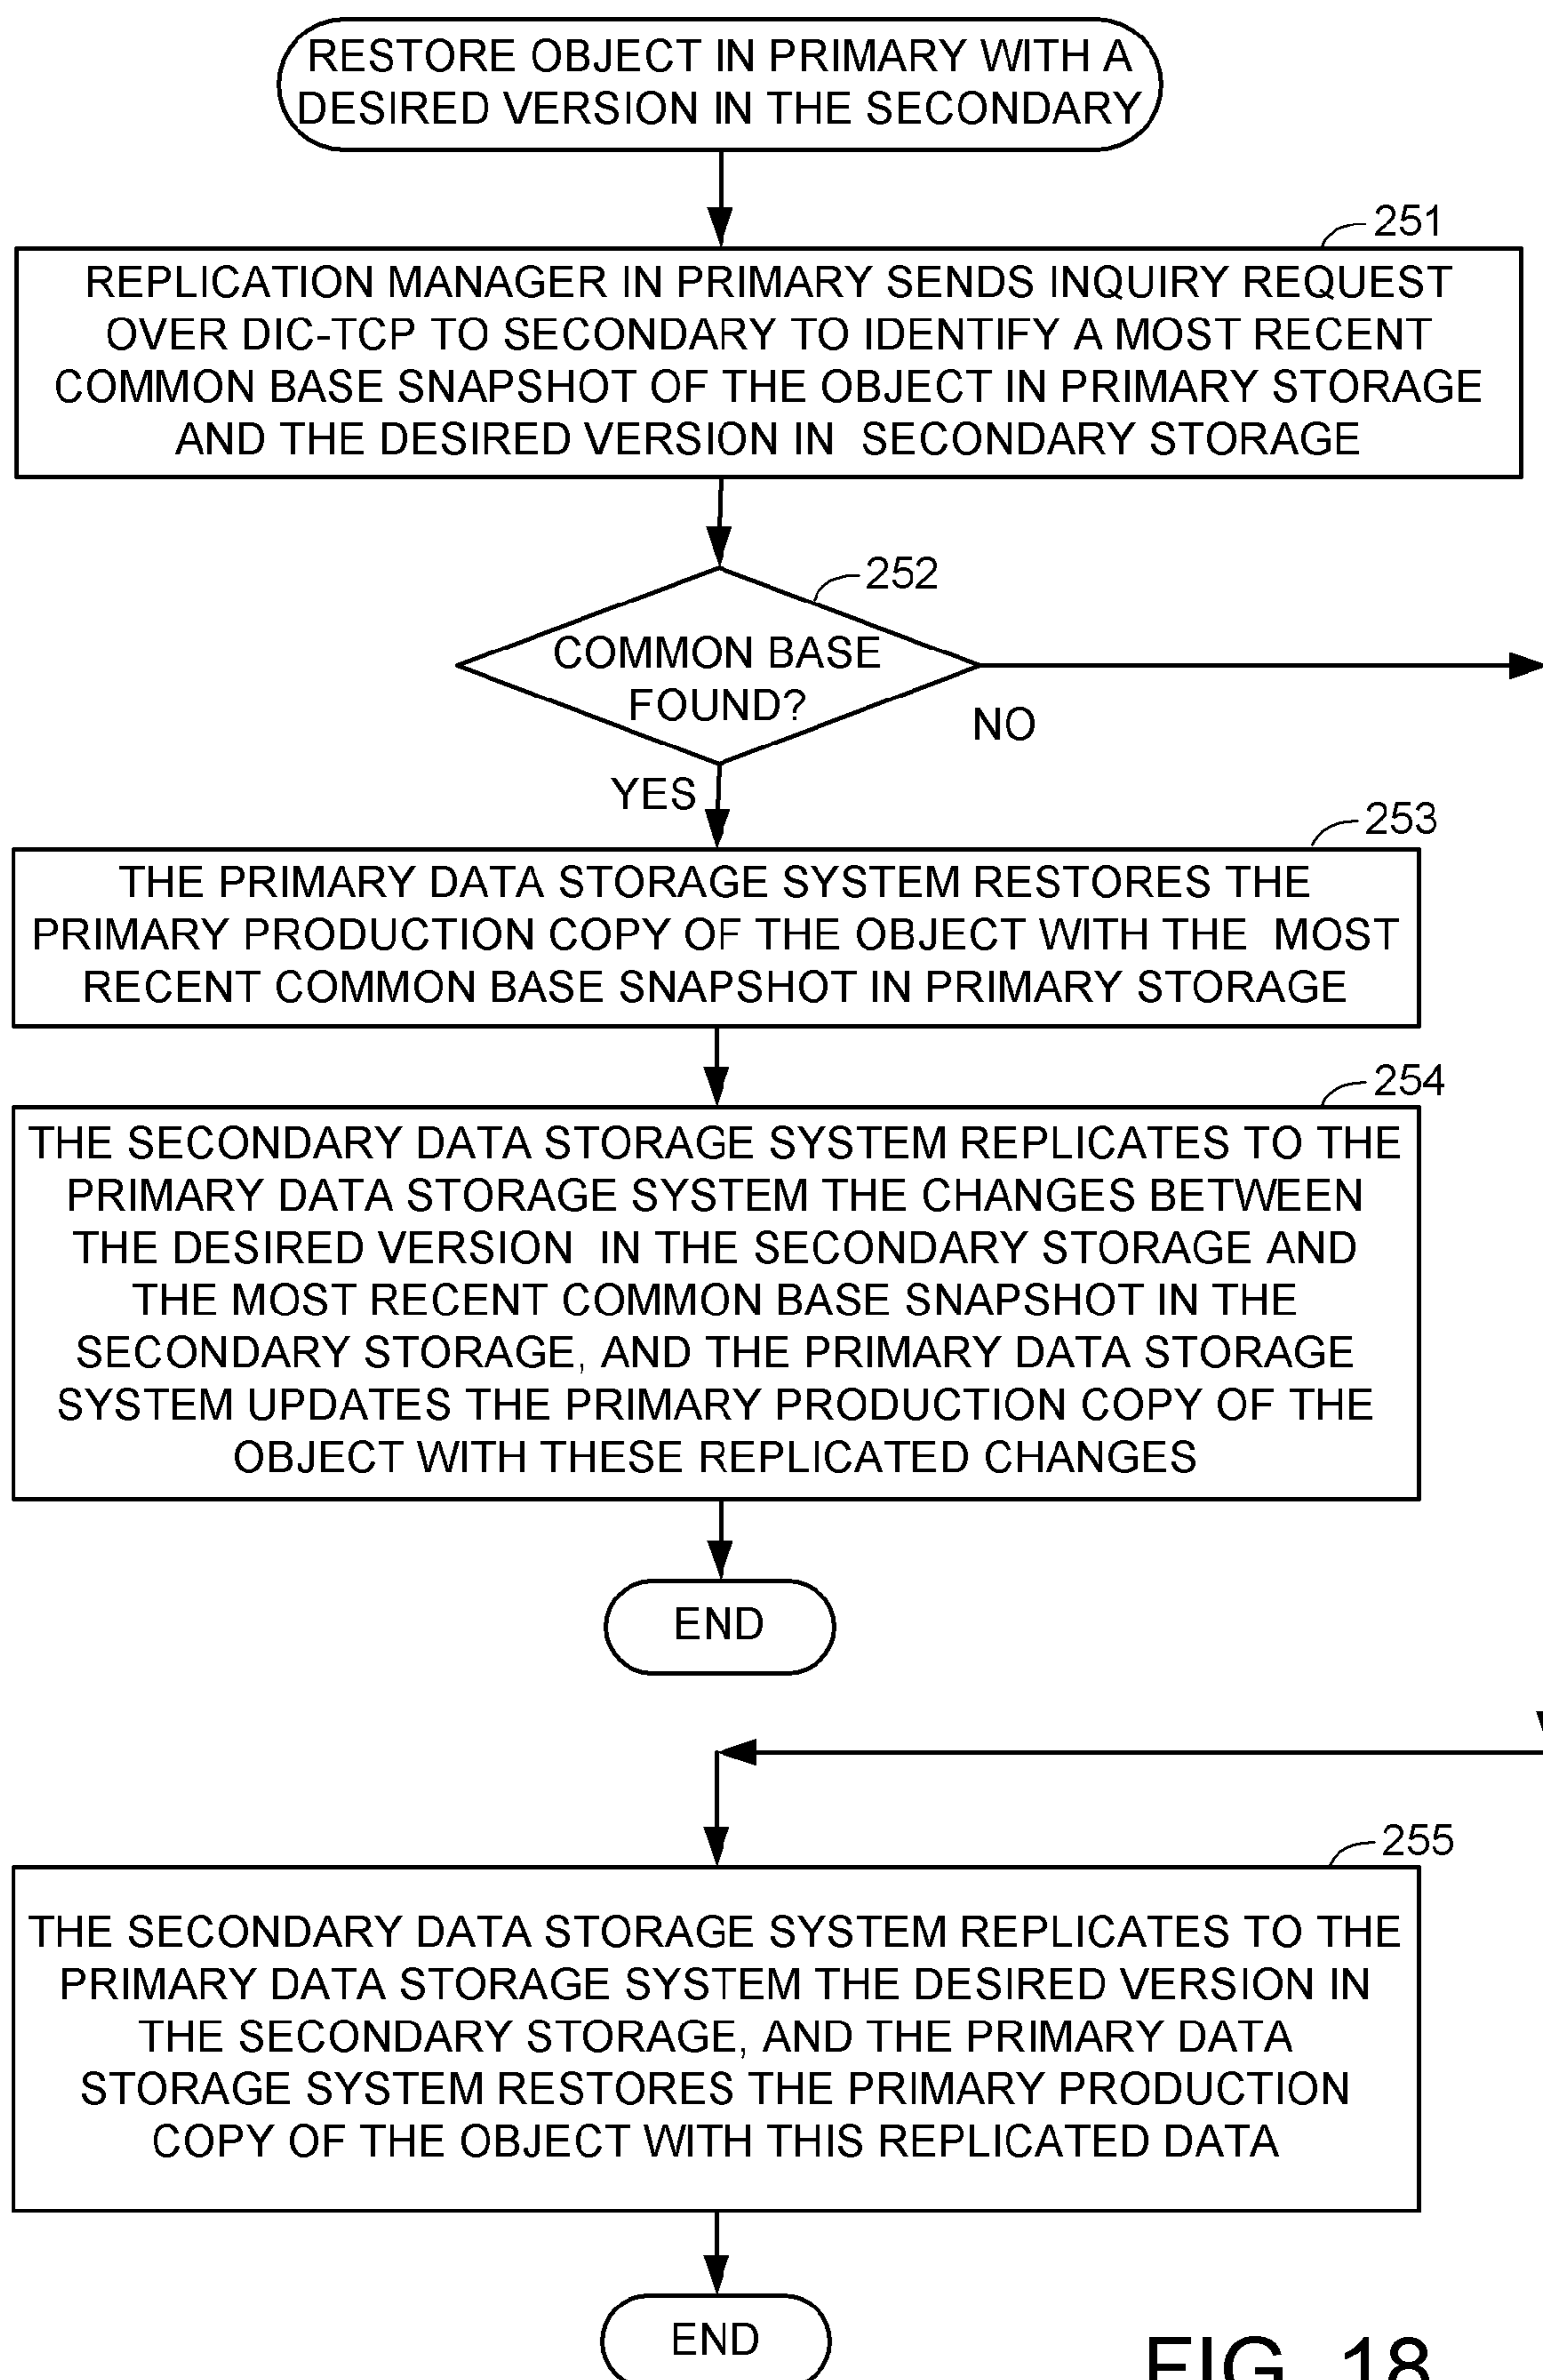 RESTORE OBJECT IN PRIMARY WITH A
DESIRED VERSION IN THE SECONDARY
251
REPLICATION MANAGER IN PRIMARY SENDS INQUIRY REQUEST
OVER DIC-TCP TO SECONDARY TO IDENTIFY A MOST RECENT
COMMON BASE SNAPSHOT OF THE OBJECT IN PRIMARY STORAGE
AND THE DESIRED VERSION IN SECONDARY STORAGE
252
COMMON BASE
FOUND?
NO
YES
253
THE PRIMARY DATA STORAGE SYSTEM RESTORES THE
PRIMARY PRODUCTION COPY OF THE OBJECT WITH THE MOST
RECENT COMMON BASE SNAPSHOT IN PRIMARY STORAGE
254
THE SECONDARY DATA STORAGE SYSTEM REPLICATES TO THE
PRIMARY DATA STORAGE SYSTEM THE CHANGES BETWEEN
THE DESIRED VERSION IN THE SECONDARY STORAGE AND
THE MOST RECENT COMMON BASE SNAPSHOT IN THE
SECONDARY STORAGE, AND THE PRIMARY DATA STORAGE
SYSTEM UPDATES THE PRIMARY PRODUCTION COPY OF THE
OBJECT WITH THESE REPLICATED CHANGES
END
255
THE SECONDARY DATA STORAGE SYSTEM REPLICATES TO THE
PRIMARY DATA STORAGE SYSTEM THE DESIRED VERSION IN
THE SECONDARY STORAGE, AND THE PRIMARY DATA
STORAGE SYSTEM RESTORES THE PRIMARY PRODUCTION
COPY OF THE OBJECT WITH THIS REPLICATED DATA
END
FIG. 18